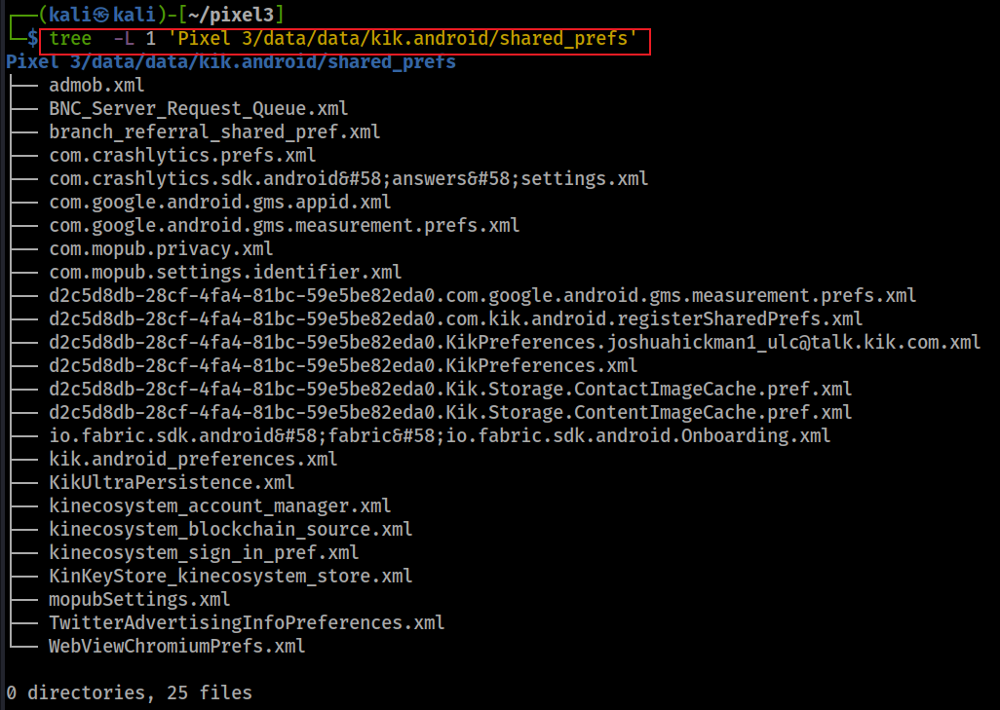 ┌──(kali㉿kali)-[~/pixel3]
└─$ tree -L 1 'Pixel 3/data/data/kik.android/shared_prefs'
Pixel 3/data/data/kik.android/shared_prefs
├── admob.xml
├── BNC_Server_Request_Queue.xml
├── branch_referral_shared_pref.xml
├── com.crashlytics.prefs.xml
├── com.crashlytics.sdk.android&#58;answers&#58;settings.xml
├── com.google.android.gms.appid.xml
├── com.google.android.gms.measurement.prefs.xml
├── com.mopub.privacy.xml
├── com.mopub.settings.identifier.xml
├── d2c5d8db-28cf-4fa4-81bc-59e5be82eda0.com.google.android.gms.measurement.prefs.xml
├── d2c5d8db-28cf-4fa4-81bc-59e5be82eda0.com.kik.android.registerSharedPrefs.xml
├── d2c5d8db-28cf-4fa4-81bc-59e5be82eda0.KikPreferences.joshuahickman1_ulc@talk.kik.com.xml
├── d2c5d8db-28cf-4fa4-81bc-59e5be82eda0.KikPreferences.xml
├── d2c5d8db-28cf-4fa4-81bc-59e5be82eda0.Kik.Storage.ContactImageCache.pref.xml
├── d2c5d8db-28cf-4fa4-81bc-59e5be82eda0.Kik.Storage.ContentImageCache.pref.xml
├── io.fabric.sdk.android&#58;fabric&#58;io.fabric.sdk.android.Onboarding.xml
├── kik.android_preferences.xml
├── KikUltraPersistence.xml
├── kinecosystem_account_manager.xml
├── kinecosystem_blockchain_source.xml
├── kinecosystem_sign_in_pref.xml
├── KinKeyStore_kinecosystem_store.xml
├── mopubSettings.xml
├── TwitterAdvertisingInfoPreferences.xml
└── WebViewChromiumPrefs.xml
0 directories, 25 files